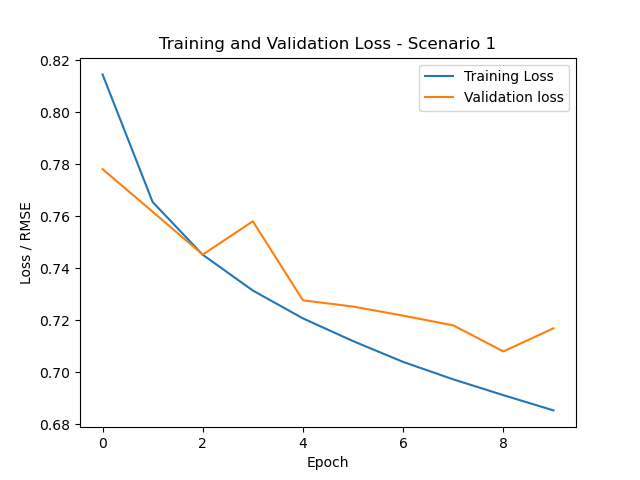 Training and Validation Loss - Scenario 1
Training Loss
Validation loss
Loss / RMSE
0.82
0.80
0.78
0.76
0.74
0.72
0.70
0.68
0 2 4 6 8
Epoch